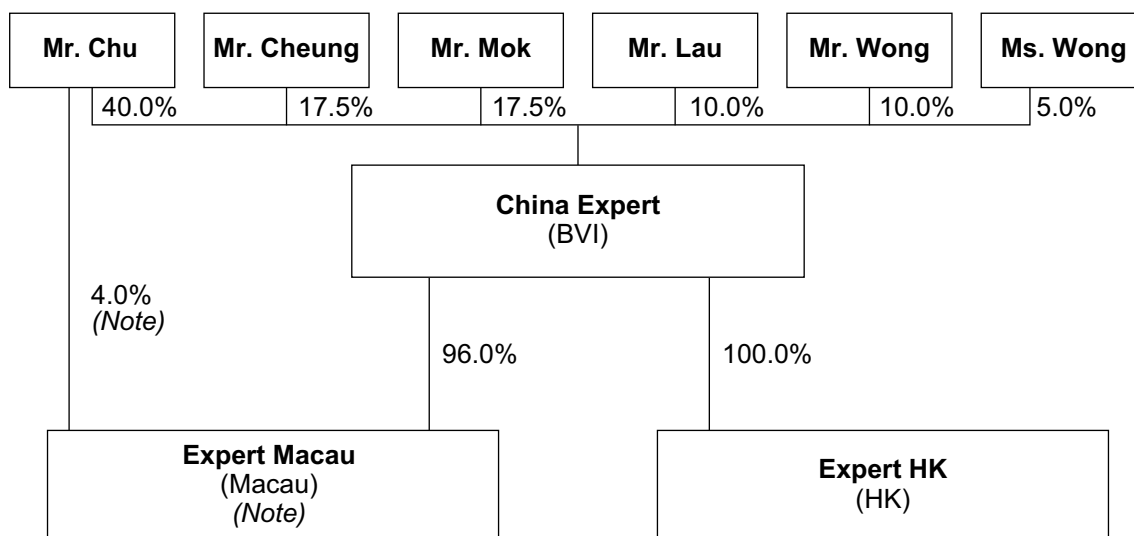 Mr. Chu
Mr. Cheung
Mr. Mok
Mr. Lau
Mr. Wong
Ms. Wong
40.0%
17.5%
17.5%
10.0%
10.0%
5.0%
China Expert
(BVI)
4.0%
(Note)
96.0%
100.0%
Expert Macau
(Macau)
(Note)
Expert HK
(HK)